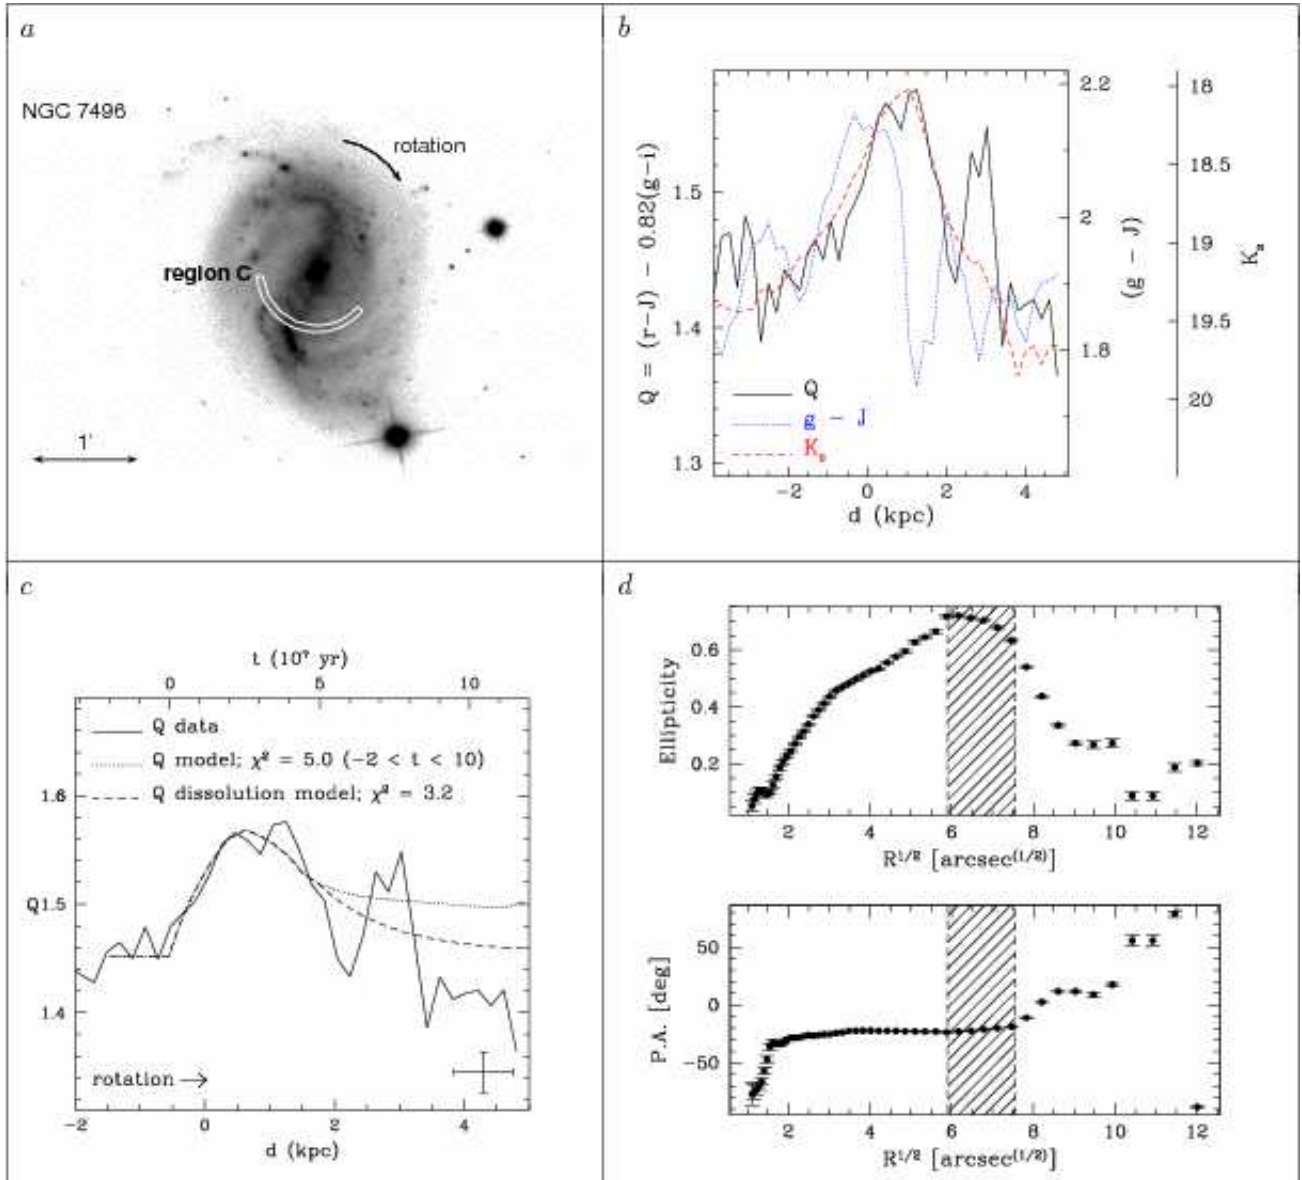 a
NGC 7496
rotation
region C
1'
b
Q = (r-J) - 0.82(g-i)
1.5
1.4
1.3
2.2
2
1.8
(g - J)
18
18.5
19
19.5
20
Ks
Q
g - J
Ks
-2 0 2 4
d (kpc)
c
t (10⁷ yr)
0 5 10
Q data
Q model; χ² = 5.0 (-2 < t < 10)
Q dissolution model; χ² = 3.2
1.6
Q 1.5
1.4
rotation →
-2 0 2 4
d (kpc)
d
Ellipticity
0.6
0.4
0.2
2 4 6 8 10 12
R^1/2 [arcsec^(1/2)]
P.A. [deg]
50
0
-50
2 4 6 8 10 12
R^1/2 [arcsec^(1/2)]